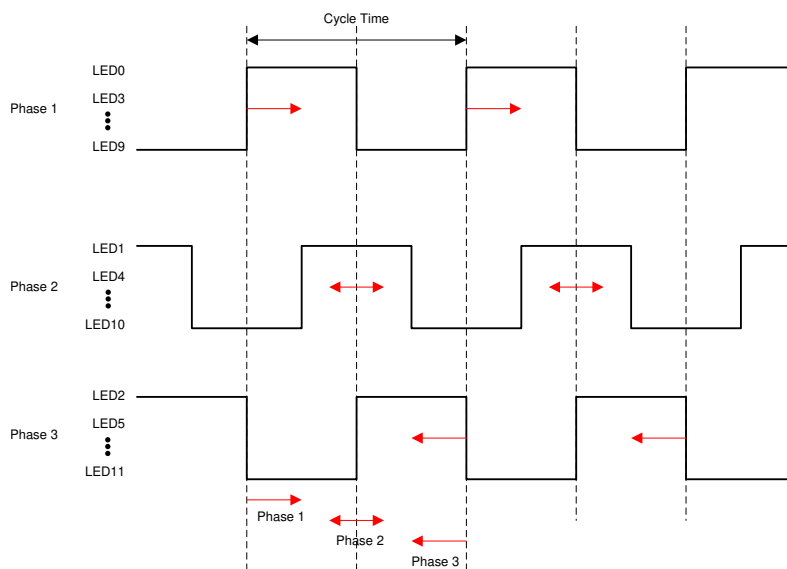 Cycle Time
LED0
Phase 1
LED3
LED9
LED1
LED4
Phase 2
LED10
LED2
LED5
Phase 3
LED11
Phase 1
Phase 2
Phase 3